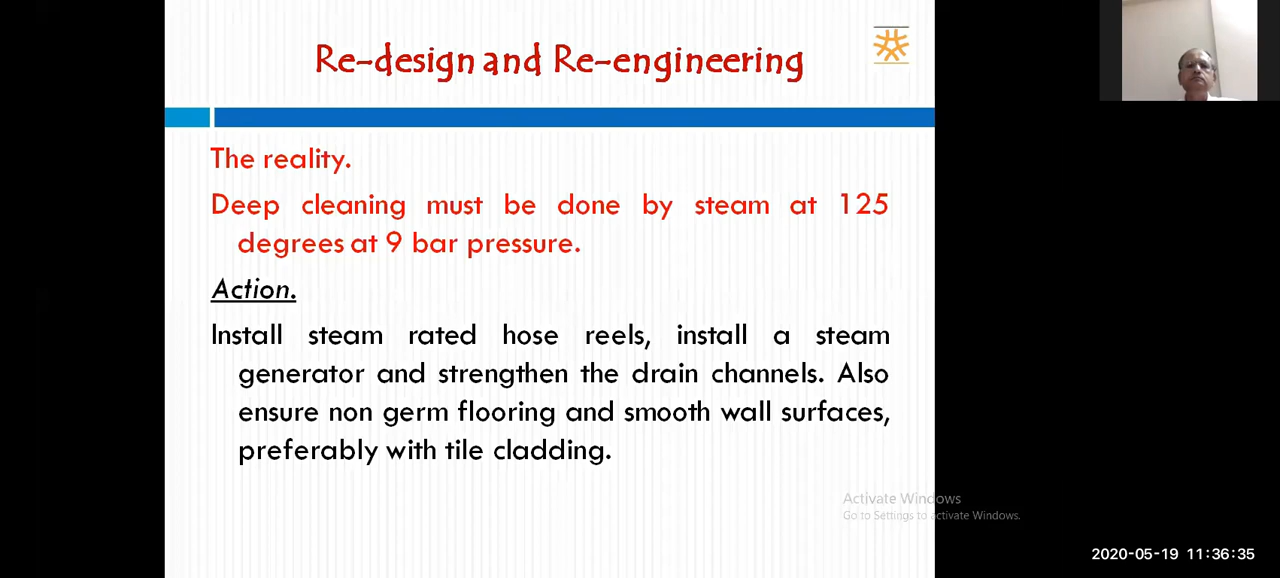 Re-design and Re-engineering
The reality.
Deep cleaning must be done by steam at 125
degrees at 9 bar pressure.
Action.
Install steam rated hose reels, install a steam
generator and strengthen the drain channels. Also
ensure non germ flooring and smooth wall surfaces,
preferably with tile cladding.
Activate Windows
Go to Settings to activate Windows.
2020-05-19 11:36:35